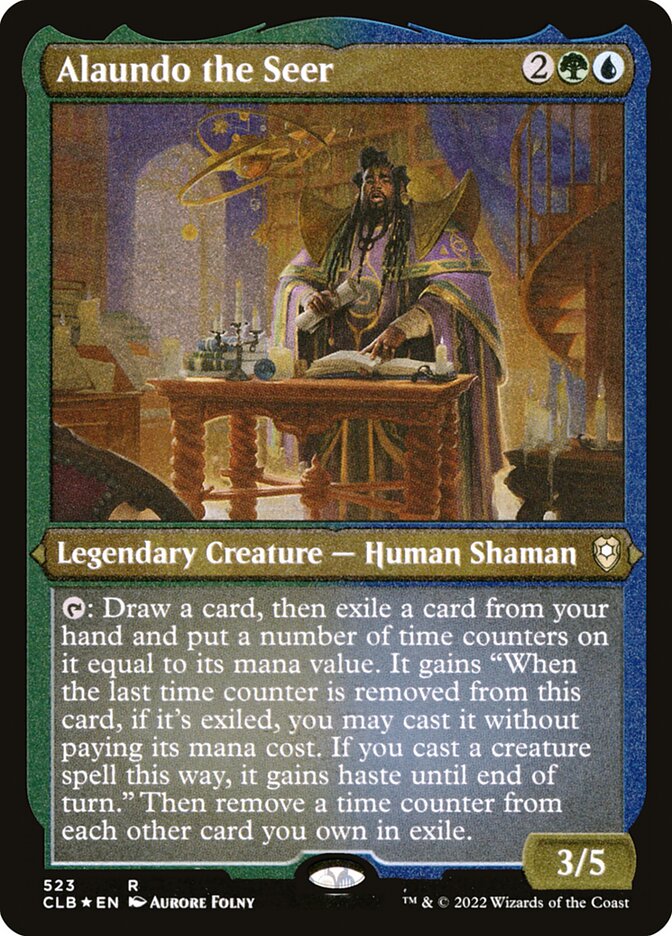 Alaundo the Seer 2
Legendary Creature — Human Shaman
: Draw a card, then exile a card from your
hand and put a number of time counters on
it equal to its mana value. It gains “When
the last time counter is removed from this
card, if it’s exiled, you may cast it without
paying its mana cost. If you cast a creature
spell this way, it gains haste until end of
turn.” Then remove a time counter from
each other card you own in exile.
3/5
523 R
CLB★EN Aurore Folny
™ & © 2022 Wizards of the Coast